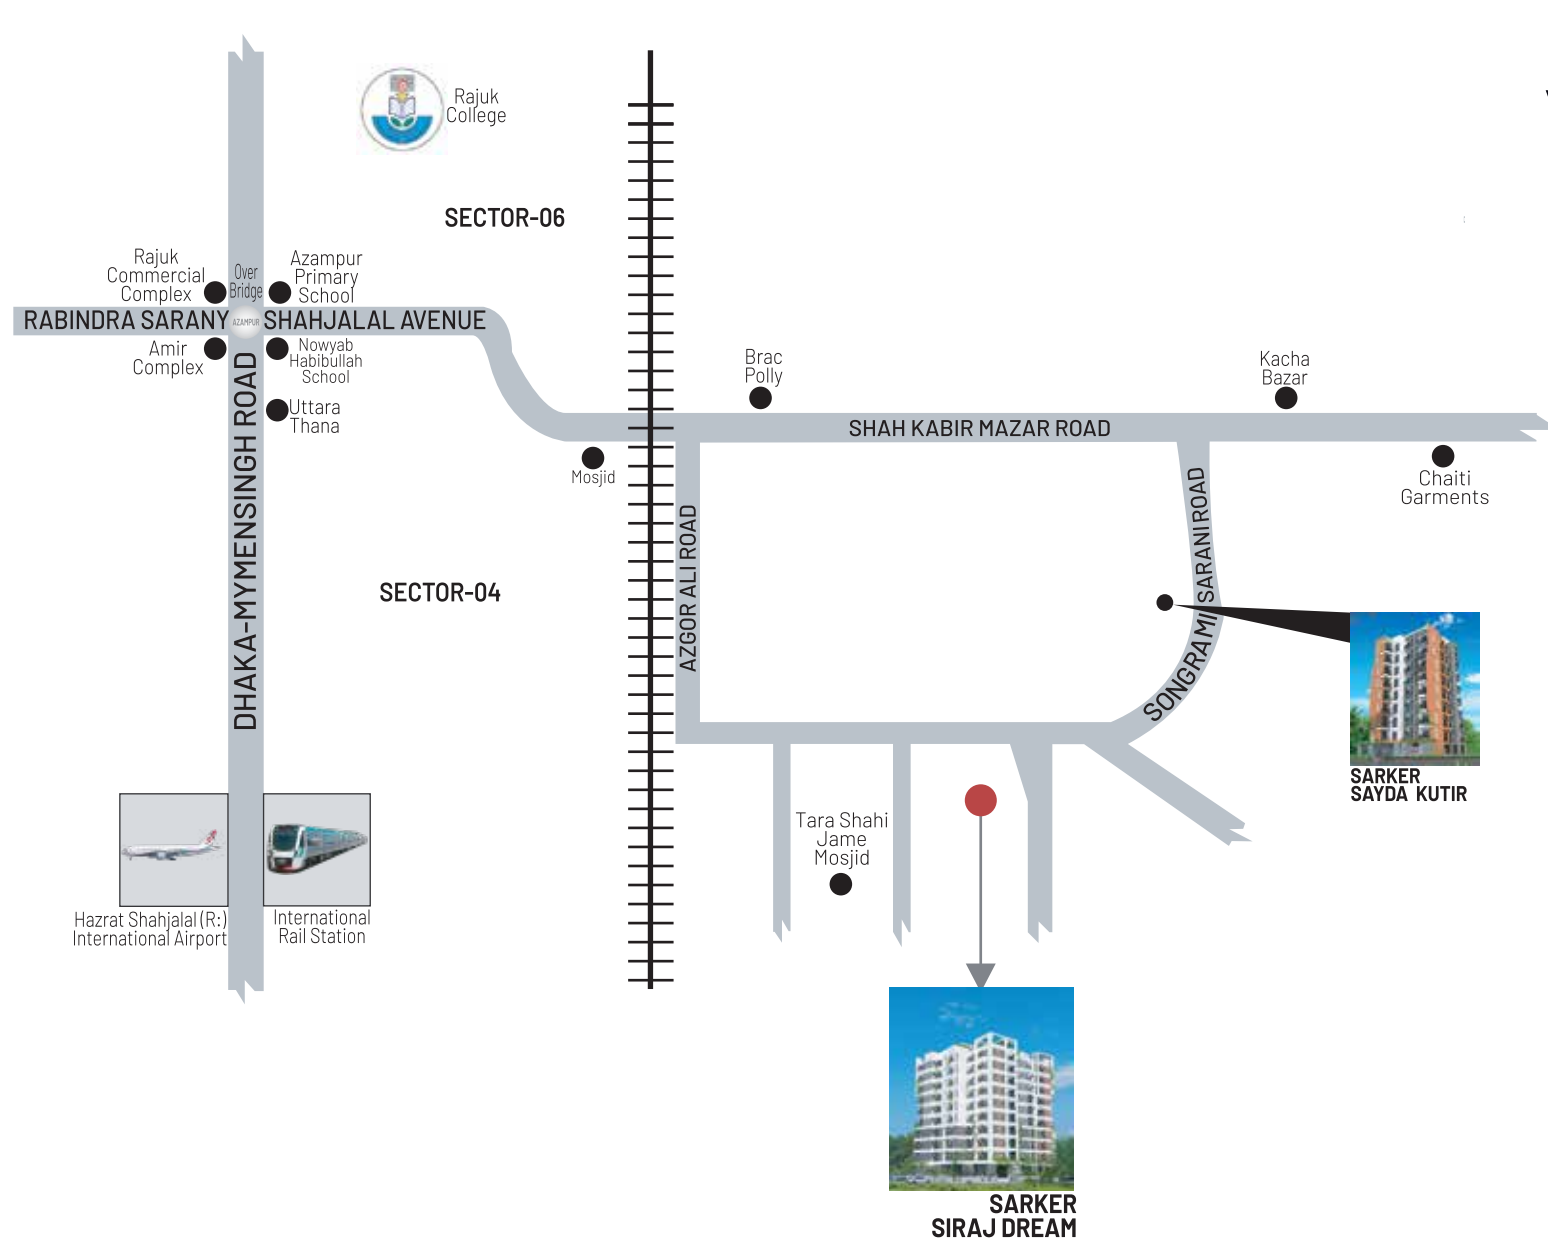 Rajuk
College
SECTOR-06
Rajuk
Commercial
Complex
Over
Bridge
Azampur
Primary
School
RABINDRA SARANY
AZAMPUR
SHAHJALAL AVENUE
Amir
Complex
Nowyab
Habibullah
School
Uttara
Thana
DHAKA-MYMENSINGH ROAD
Mosjid
Brac
Polly
Kacha
Bazar
SHAH KABIR MAZAR ROAD
Chaiti
Garments
AZGOR ALI ROAD
SONGRAMI SARANI ROAD
SECTOR-04
SARKER
SAYDA KUTIR
Tara Shahi
Jame
Mosjid
Hazrat Shahjalal (R:)
International Airport
International
Rail Station
SARKER
SIRAJ DREAM